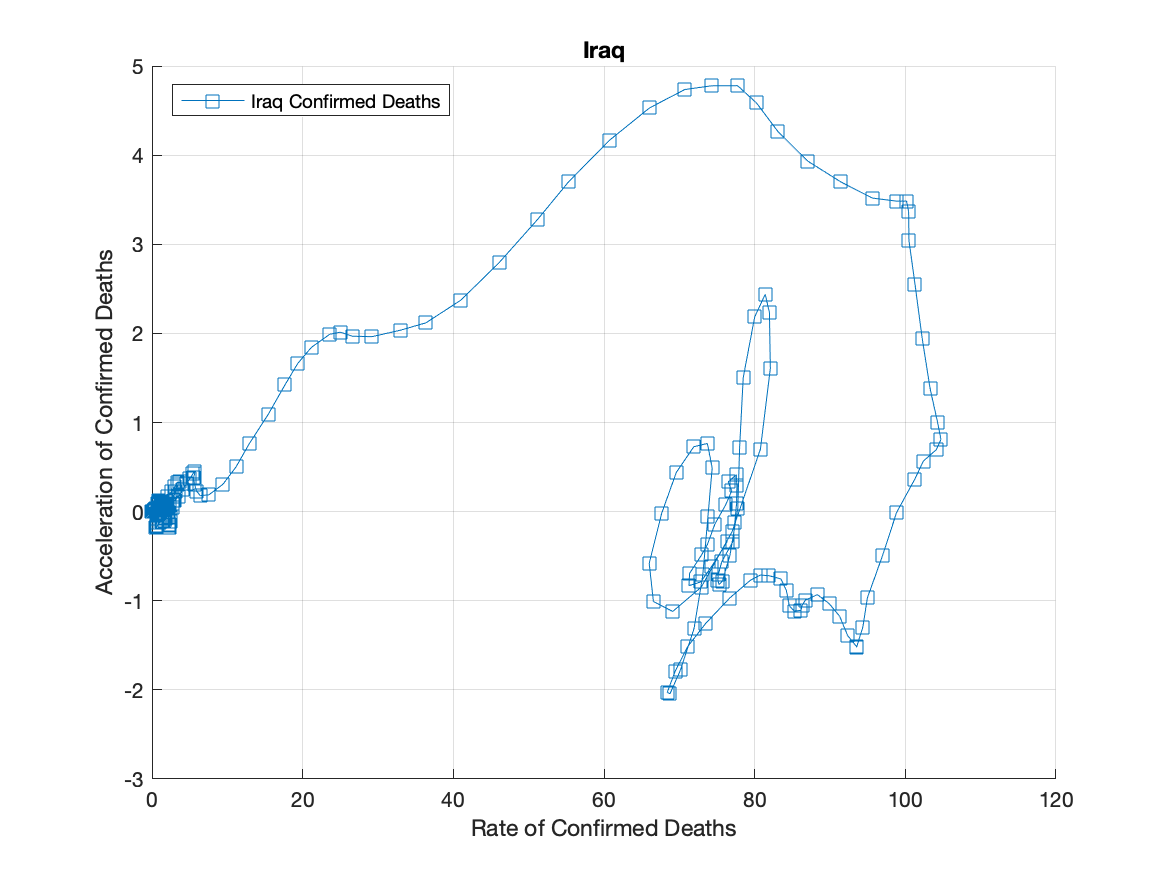 Iraq
Iraq Confirmed Deaths
5
4
3
2
1
0
-1
-2
-3
Acceleration of Confirmed Deaths
0 20 40 60 80 100 120
Rate of Confirmed Deaths